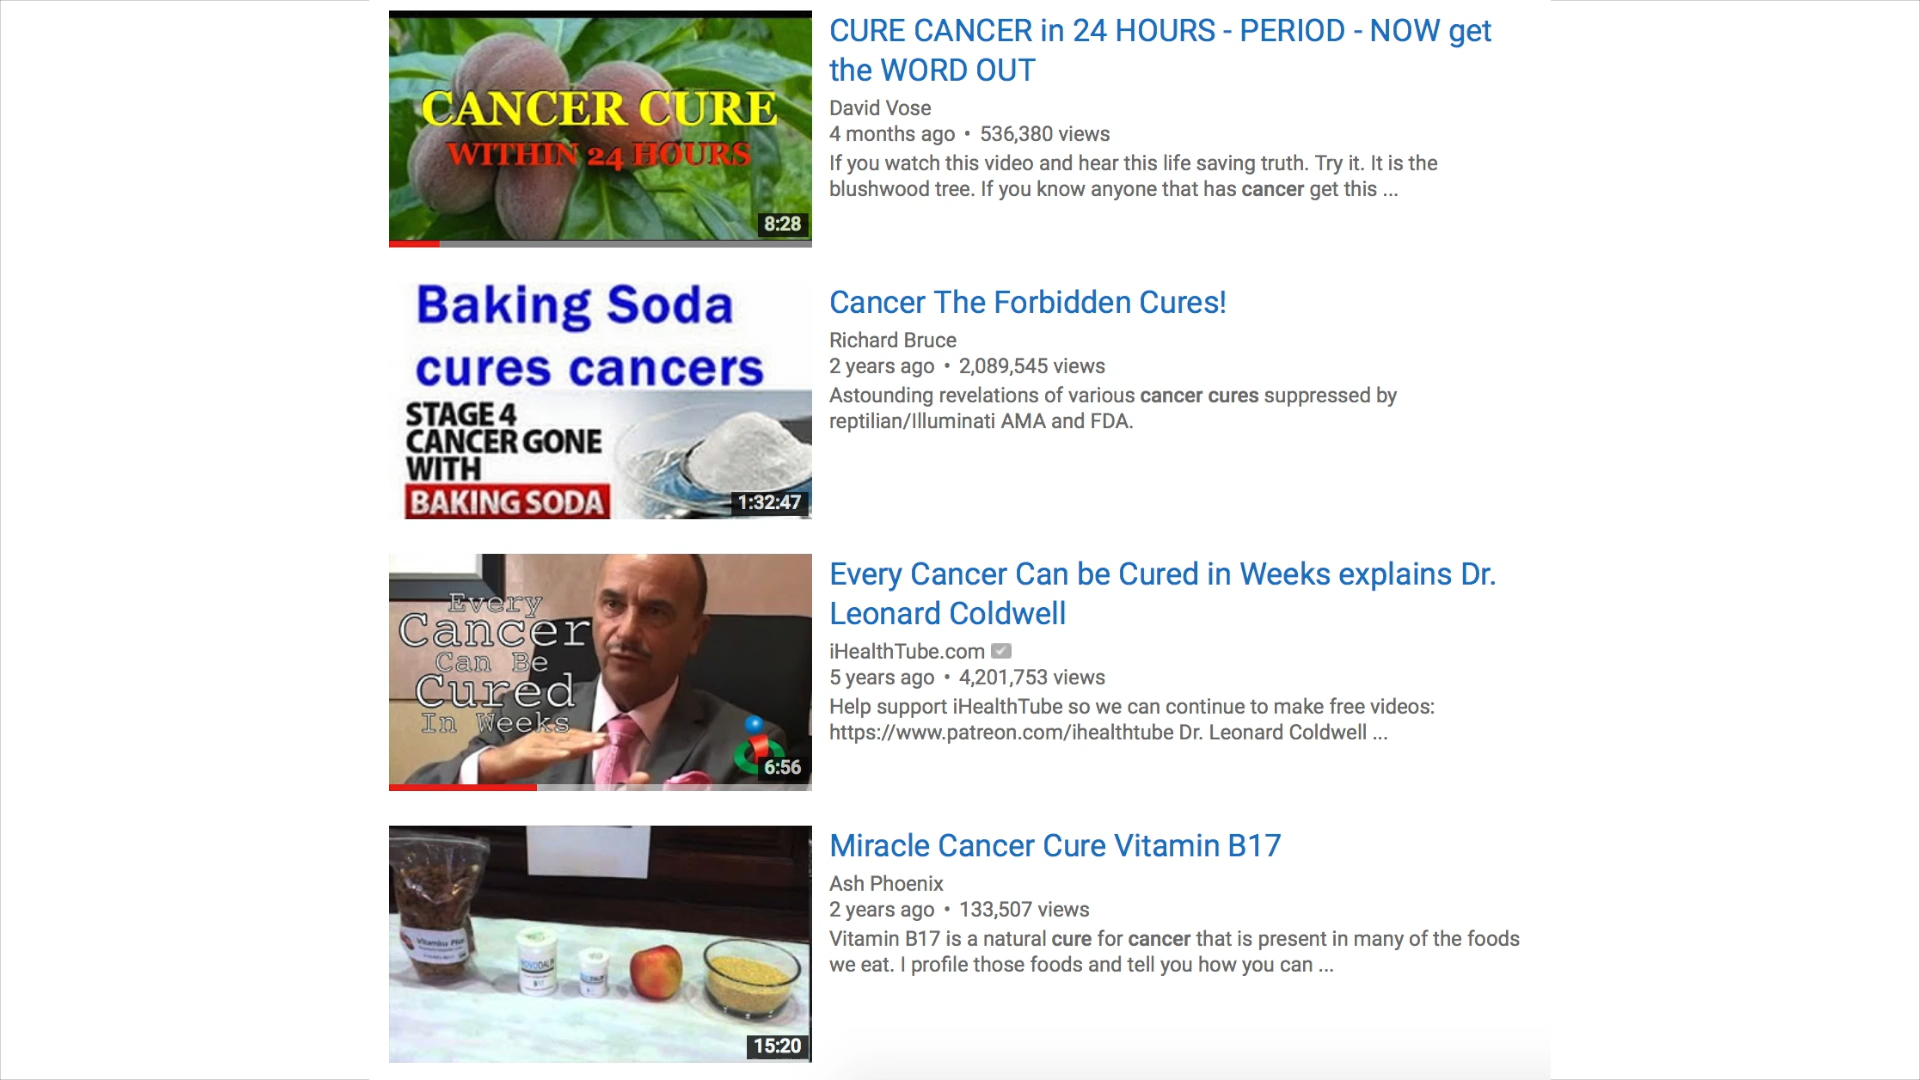 CANCER CURE
WITHIN 24 HOURS
8:28
CURE CANCER in 24 HOURS - PERIOD - NOW get
the WORD OUT
David Vose
4 months ago • 536,380 views
If you watch this video and hear this life saving truth. Try it. It is the
blushwood tree. If you know anyone that has cancer get this ...
Baking Soda
cures cancers
STAGE 4
CANCER GONE
WITH
BAKING SODA
1:32:47
Cancer The Forbidden Cures!
Richard Bruce
2 years ago • 2,089,545 views
Astounding revelations of various cancer cures suppressed by
reptilian/Illuminati AMA and FDA.
Every
Cancer
Can Be
Cured
In Weeks
6:56
Every Cancer Can be Cured in Weeks explains Dr.
Leonard Coldwell
iHealthTube.com
5 years ago • 4,201,753 views
Help support iHealthTube so we can continue to make free videos:
https://www.patreon.com/ihealthtube Dr. Leonard Coldwell ...
B17
15:20
Miracle Cancer Cure Vitamin B17
Ash Phoenix
2 years ago • 133,507 views
Vitamin B17 is a natural cure for cancer that is present in many of the foods
we eat. I profile those foods and tell you how you can ...